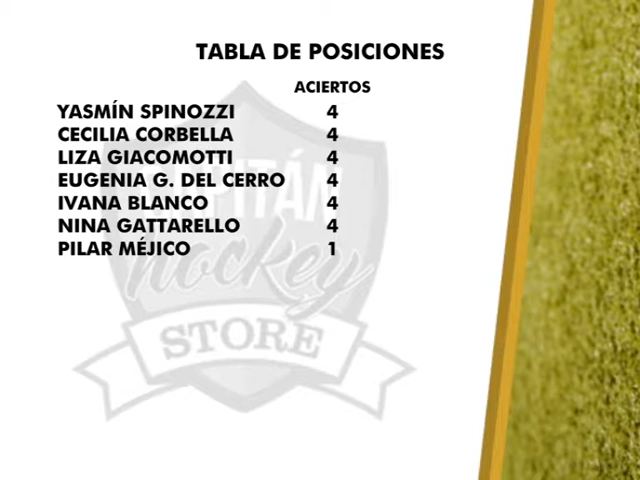 TABLA DE POSICIONES
ACIERTOS
YASMÍN SPINOZZI 4
CECILIA CORBELLA 4
LIZA GIACOMOTTI 4
EUGENIA G. DEL CERRO 4
IVANA BLANCO 4
NINA GATTARELLO 4
PILAR MÉJICO 1
CAPITÁN
hockey
STORE